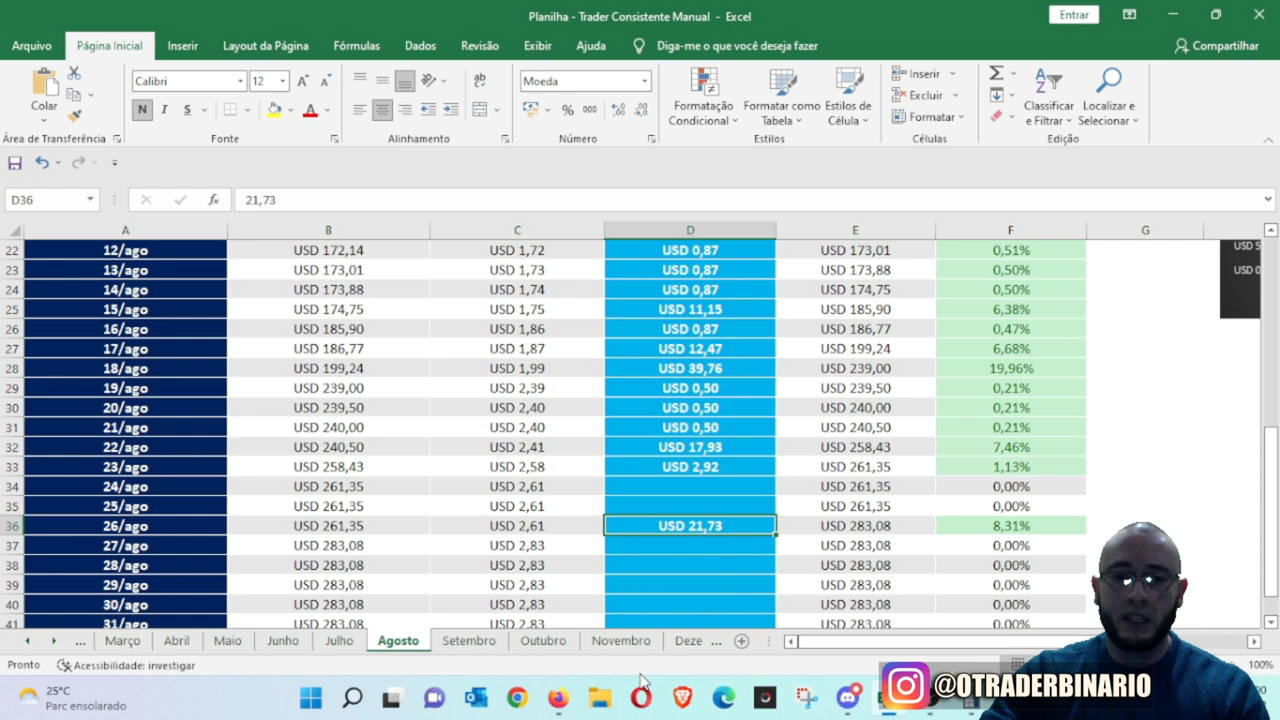 Planilha - Trader Consistente Manual - Excel
Entrar
Arquivo Página Inicial Inserir Layout da Página Fórmulas Dados Revisão Exibir Ajuda Diga-me o que você deseja fazer Compartilhar
Colar
Área de Transferência
Calibri 12
N I S
Fonte
Alinhamento
Moeda
% 000
Número
Formatação Condicional
Formatar como Tabela
Estilos de Célula
Estilos
Inserir
Excluir
Formatar
Células
Classificar e Filtrar
Localizar e Selecionar
Edição
D36 fx 21,73
A B C D E F G
22 12/ago USD 172,14 USD 1,72 USD 0,87 USD 173,01 0,51%
23 13/ago USD 173,01 USD 1,73 USD 0,87 USD 173,88 0,50%
24 14/ago USD 173,88 USD 1,74 USD 0,87 USD 174,75 0,50%
25 15/ago USD 174,75 USD 1,75 USD 11,15 USD 185,90 6,38%
26 16/ago USD 185,90 USD 1,86 USD 0,87 USD 186,77 0,47%
27 17/ago USD 186,77 USD 1,87 USD 12,47 USD 199,24 6,68%
28 18/ago USD 199,24 USD 1,99 USD 39,76 USD 239,00 19,96%
29 19/ago USD 239,00 USD 2,39 USD 0,50 USD 239,50 0,21%
30 20/ago USD 239,50 USD 2,40 USD 0,50 USD 240,00 0,21%
31 21/ago USD 240,00 USD 2,40 USD 0,50 USD 240,50 0,21%
32 22/ago USD 240,50 USD 2,41 USD 17,93 USD 258,43 7,46%
33 23/ago USD 258,43 USD 2,58 USD 2,92 USD 261,35 1,13%
34 24/ago USD 261,35 USD 2,61 USD 261,35 0,00%
35 25/ago USD 261,35 USD 2,61 USD 261,35 0,00%
36 26/ago USD 261,35 USD 2,61 USD 21,73 USD 283,08 8,31%
37 27/ago USD 283,08 USD 2,83 USD 283,08 0,00%
38 28/ago USD 283,08 USD 2,83 USD 283,08 0,00%
39 29/ago USD 283,08 USD 2,83 USD 283,08 0,00%
40 30/ago USD 283,08 USD 2,83 USD 283,08 0,00%
41 31/ago USD 283,08 USD 2,83 USD 283,08 0,00%
USD 5
USD 0
... Março Abril Maio Junho Julho Agosto Setembro Outubro Novembro Deze ...
Pronto Acessibilidade: investigar 100%
25°C
Parc ensolarado
@OTRADERBINARIO